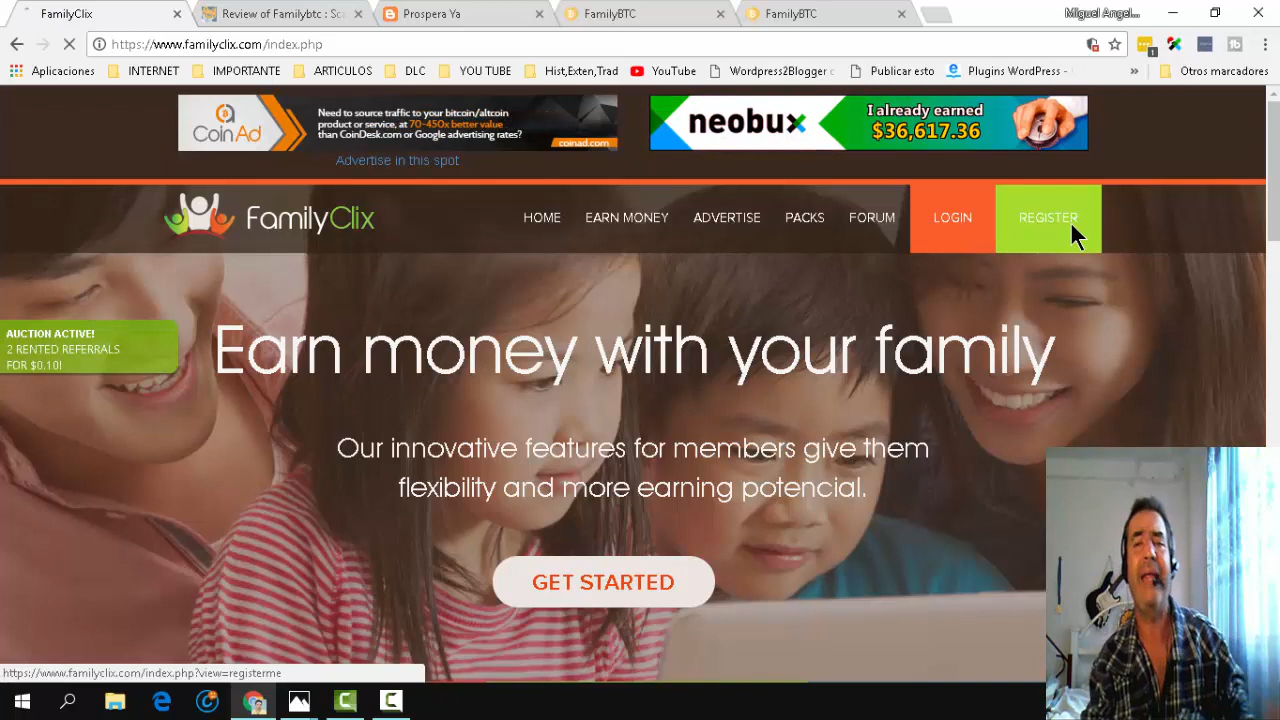 FamilyClix
Review of Familybtc : Sca
Prospera Ya
FamilyBTC
FamilyBTC
Miguel Angel...
https://www.familyclix.com/index.php
1
Aplicaciones
INTERNET
IMPORTANTE
ARTICULOS
DLC
YOU TUBE
Hist,Exten,Trad
YouTube
Wordpress2Blogger c
Publicar esto
Plugins WordPress -
»
Otros marcadores
CoinAd
Need to source traffic to your bitcoin/altcoin
product or service, at 70-450x better value
than CoinDesk.com or Google advertising rates?
coinad.com
neobux
I already earned
$36,617.36
Advertise in this spot
FamilyClix
HOME
EARN MONEY
ADVERTISE
PACKS
FORUM
LOGIN
REGISTER
AUCTION ACTIVE!
2 RENTED REFERRALS
FOR $0.10!
Earn money with your family
Our innovative features for members give them
flexibility and more earning potencial.
GET STARTED
https://www.familyclix.com/index.php?view=registerme